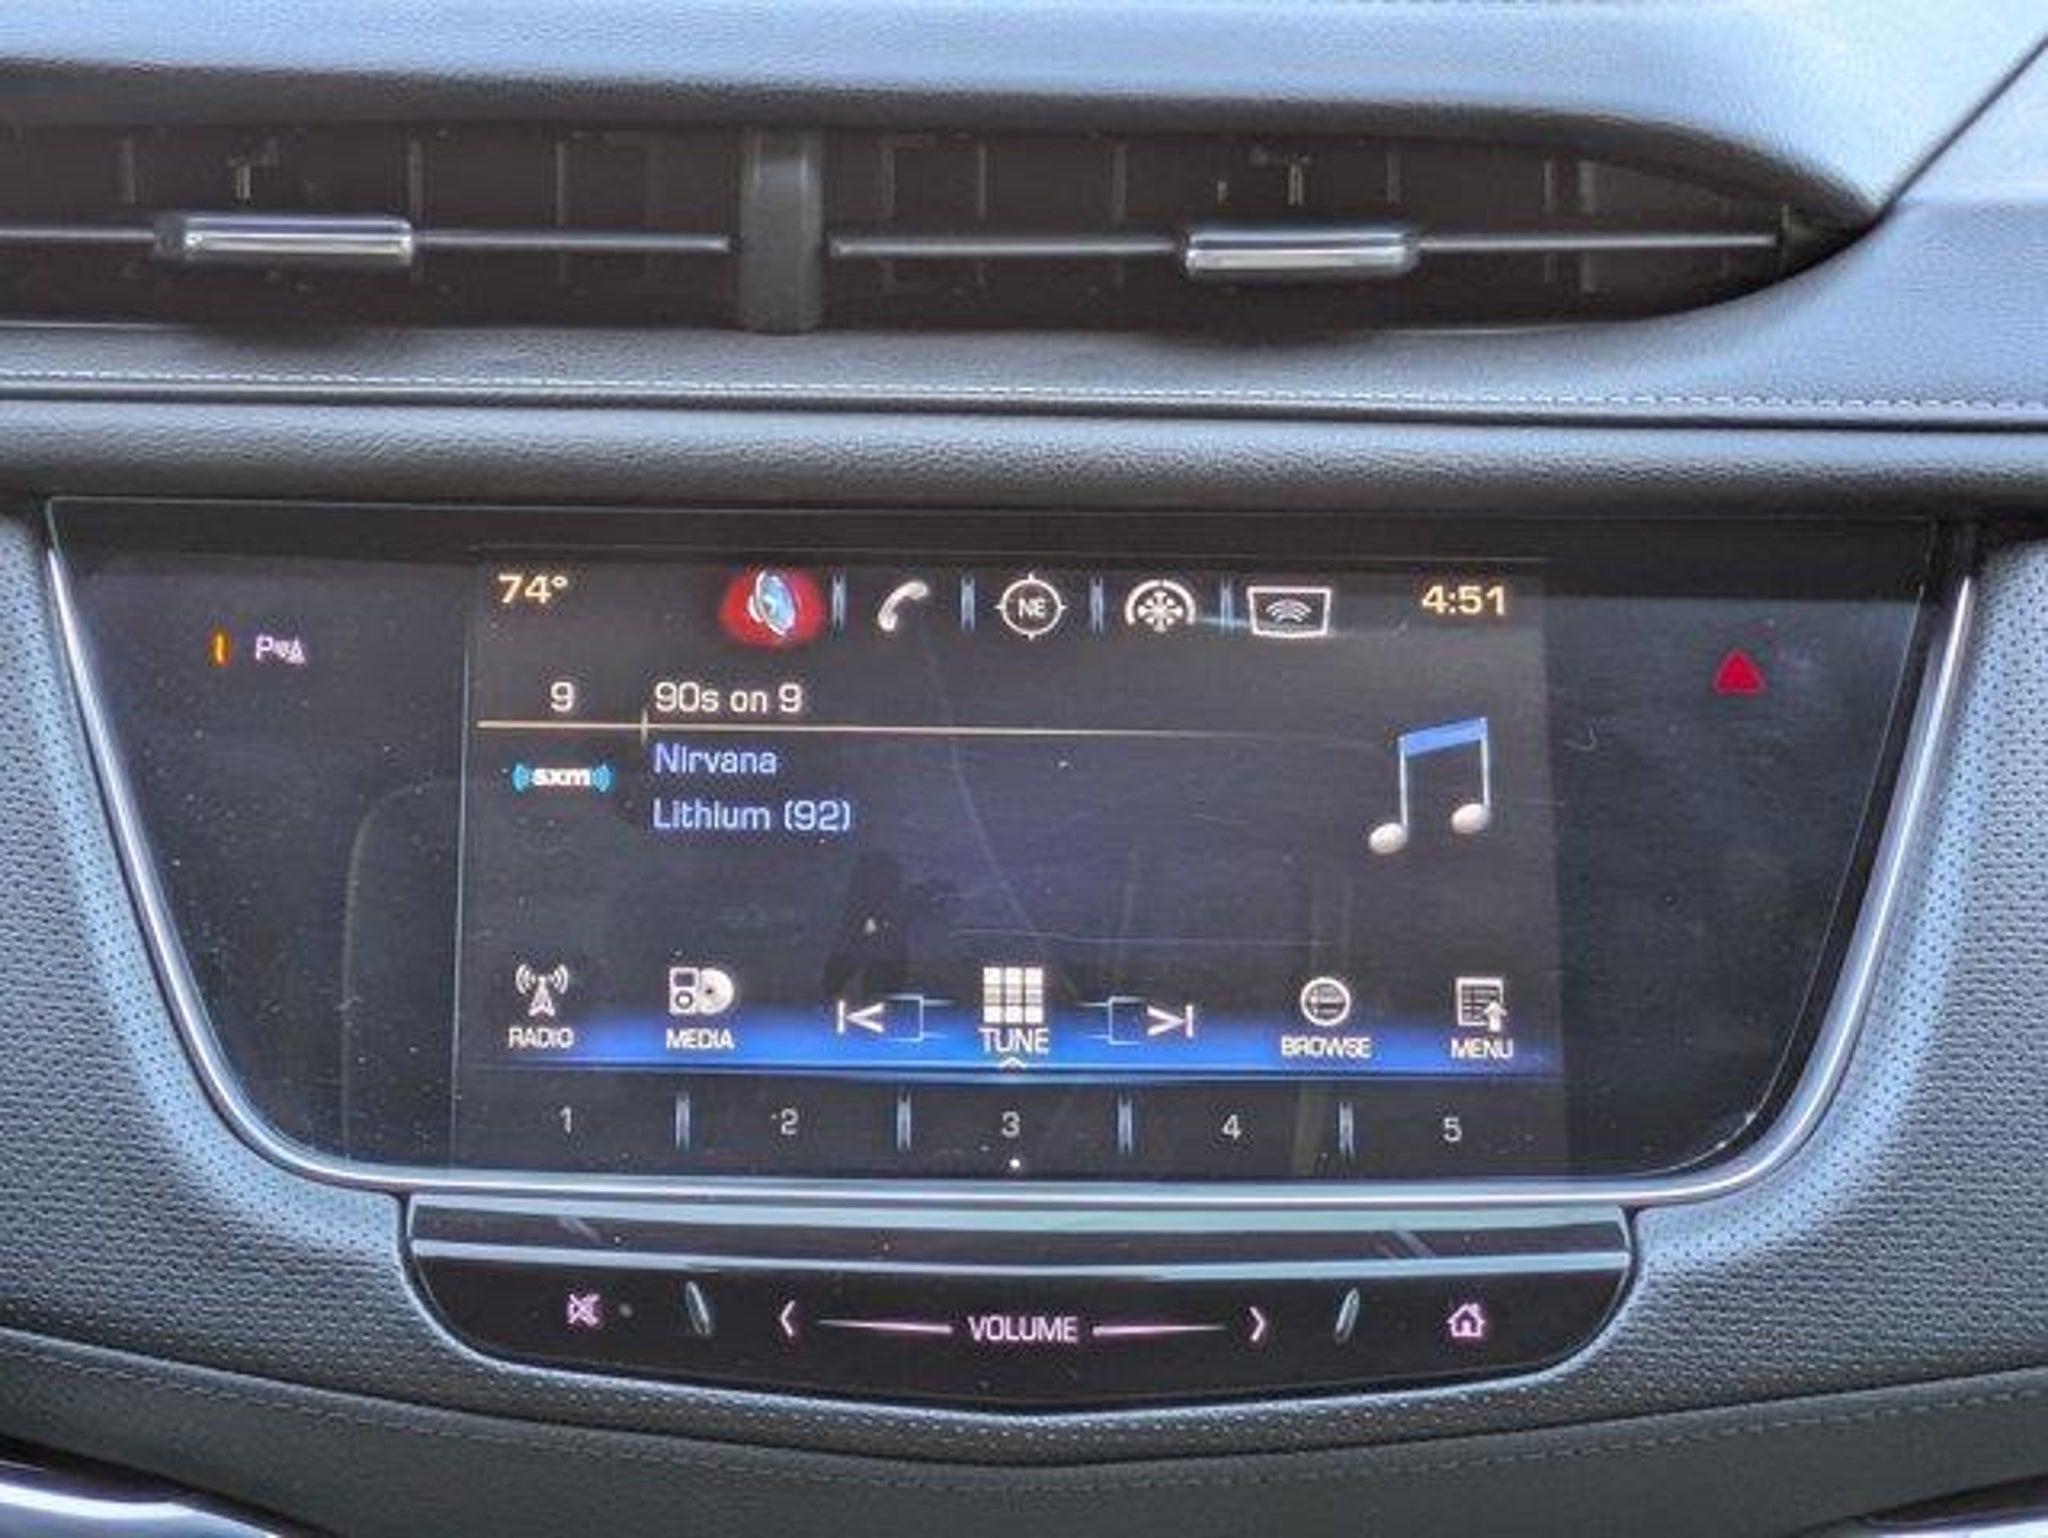 74°
NE
4:51
P
9
90s on 9
sxm
Nirvana
Lithium (92)
RADIO
MEDIA
TUNE
BROWSE
MENU
1
2
3
4
5
VOLUME